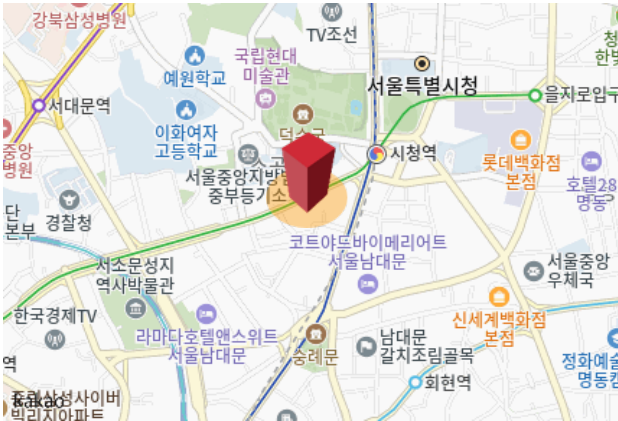 강북삼성병원
TV조선
국립현대
미술관
예원학교
서울특별시청
서대문역
을지로입구
이화여자
고등학교
시청역
중앙
병원
서울중앙지방법
중부등기소
롯데백화점
본점
호텔28
명동
단
본부
경찰청
코트야드바이메리어트
서울남대문
서소문성지
역사박물관
서울중앙
우체국
한국경제TV
신세계백화점
본점
라마다호텔앤스위트
서울남대문
숭례문
남대문
갈치조림골목
역
회현역
정화예술
명동캠
kakao